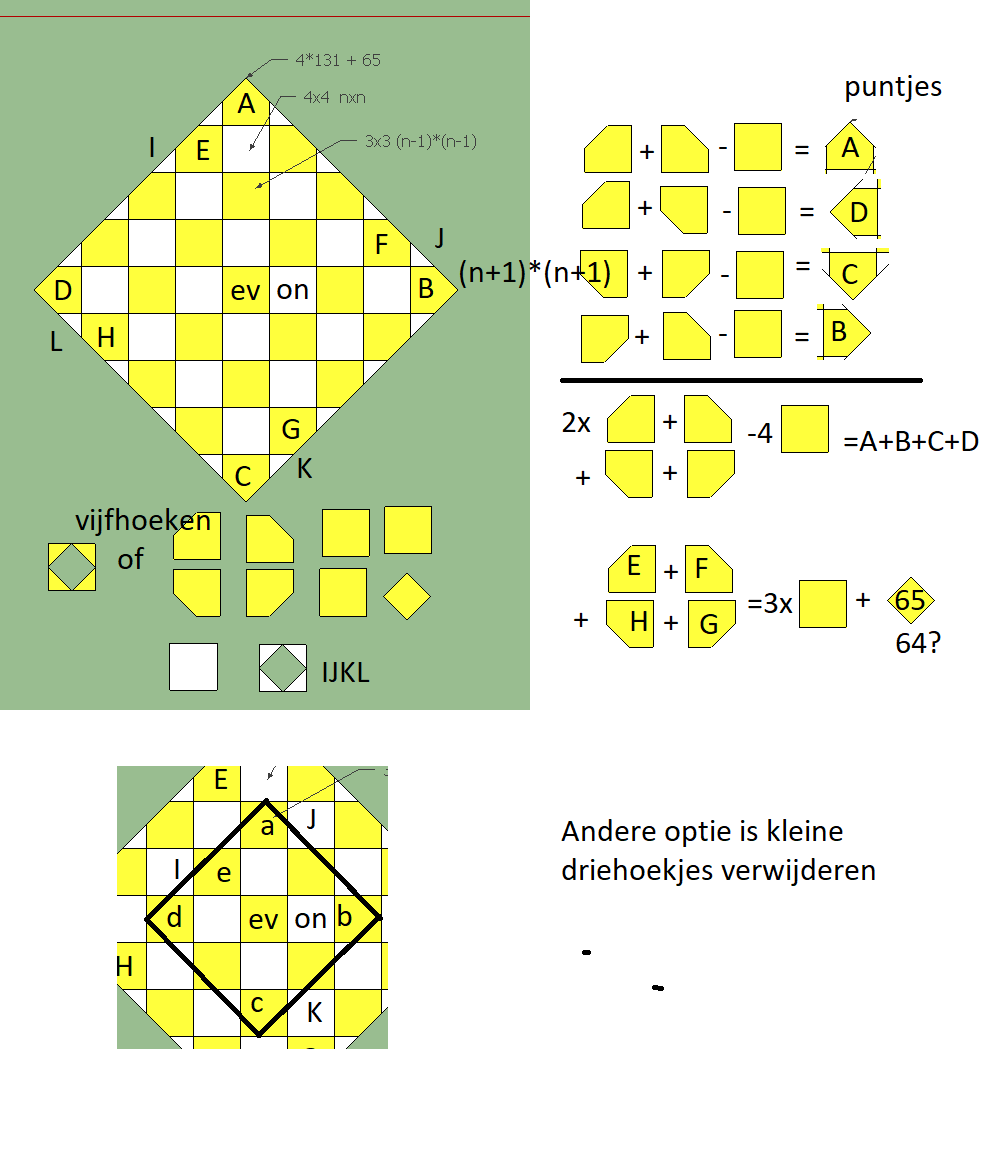 4*131 + 65
4x4 nxn
3x3 (n-1)*(n-1)
A
I
E
J
F
D
ev
on
B
(n+1)*(n+1)
L
H
G
C
K
vijfhoeken
of
IJKL
puntjes
+ - = A
+ - = D
+ - = C
+ - = B
2x + -4 =A+B+C+D
+ +
E + F
=3x + 65
+ H + G
64?
E
a
J
I
e
d
ev
on
b
H
c
K
Andere optie is kleine
driehoekjes verwijderen